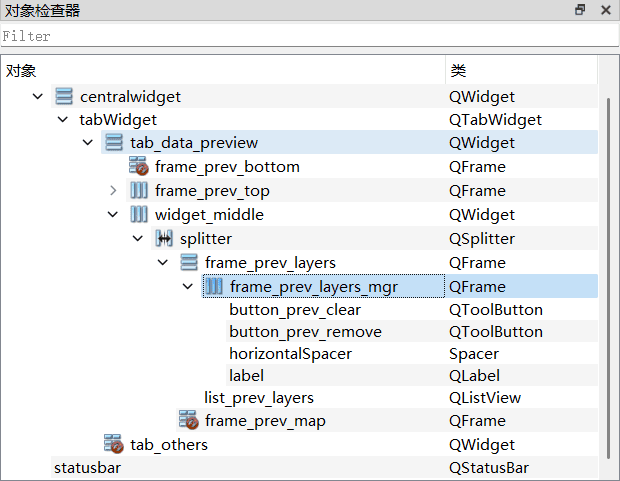 对象检查器
Filter
对象 类
centralwidget QWidget
tabWidget QTabWidget
tab_data_preview QWidget
frame_prev_bottom QFrame
frame_prev_top QFrame
widget_middle QWidget
splitter QSplitter
frame_prev_layers QFrame
frame_prev_layers_mgr QFrame
button_prev_clear QToolButton
button_prev_remove QToolButton
horizontalSpacer Spacer
label QLabel
list_prev_layers QListView
frame_prev_map QFrame
tab_others QWidget
statusbar QStatusBar